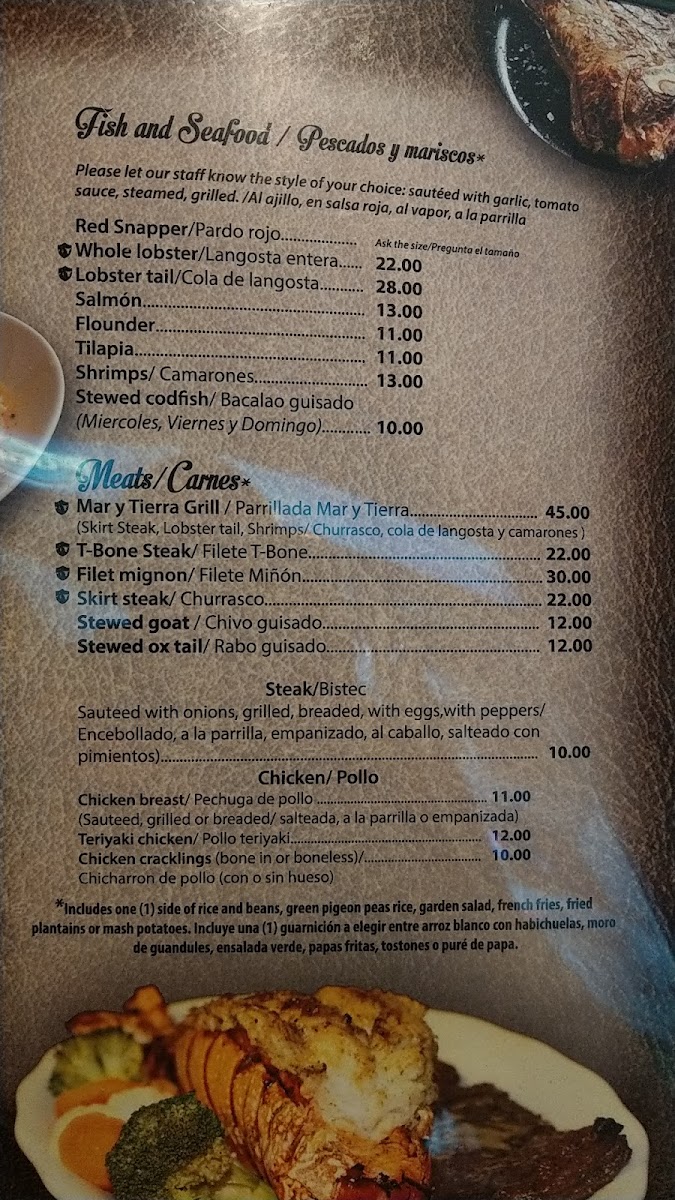 Fish and Seafood / Pescados y mariscos*
Please let our staff know the style of your choice: sautéed with garlic, tomato
sauce, steamed, grilled. /Al ajillo, en salsa roja, al vapor, a la parrilla
Red Snapper/Pardo rojo.................. Ask the size/Pregunta el tamaño
Whole lobster/Langosta entera...... 22.00
Lobster tail/Cola de langosta........... 28.00
Salmón...................................................... 13.00
Flounder.................................................... 11.00
Tilapia......................................................... 11.00
Shrimps/ Camarones............................ 13.00
Stewed codfish/ Bacalao guisado
(Miercoles, Viernes y Domingo)............ 10.00
Meats/Carnes*
Mar y Tierra Grill / Parrillada Mar y Tierra................................ 45.00
(Skirt Steak, Lobster tail, Shrimps/ Churrasco, cola de langosta y camarones )
T-Bone Steak/ Filete T-Bone......................................................... 22.00
Filet mignon/ Filete Miñón........................................................... 30.00
Skirt steak/ Churrasco.................................................................... 22.00
Stewed goat / Chivo guisado...................................................... 12.00
Stewed ox tail/ Rabo guisado..................................................... 12.00
Steak/Bistec
Sauteed with onions, grilled, breaded, with eggs,with peppers/
Encebollado, a la parrilla, empanizado, al caballo, salteado con
pimientos)............................................................................................ 10.00
Chicken/ Pollo
Chicken breast/ Pechuga de pollo ............................................. 11.00
(Sauteed, grilled or breaded/ salteada, a la parrilla o empanizada)
Teriyaki chicken/ Pollo teriyaki.................................................. 12.00
Chicken cracklings (bone in or boneless)/.............................. 10.00
Chicharron de pollo (con o sin hueso)
*Includes one (1) side of rice and beans, green pigeon peas rice, garden salad, french fries, fried
plantains or mash potatoes. Incluye una (1) guarnición a elegir entre arroz blanco con habichuelas, moro
de guandules, ensalada verde, papas fritas, tostones o puré de papa.